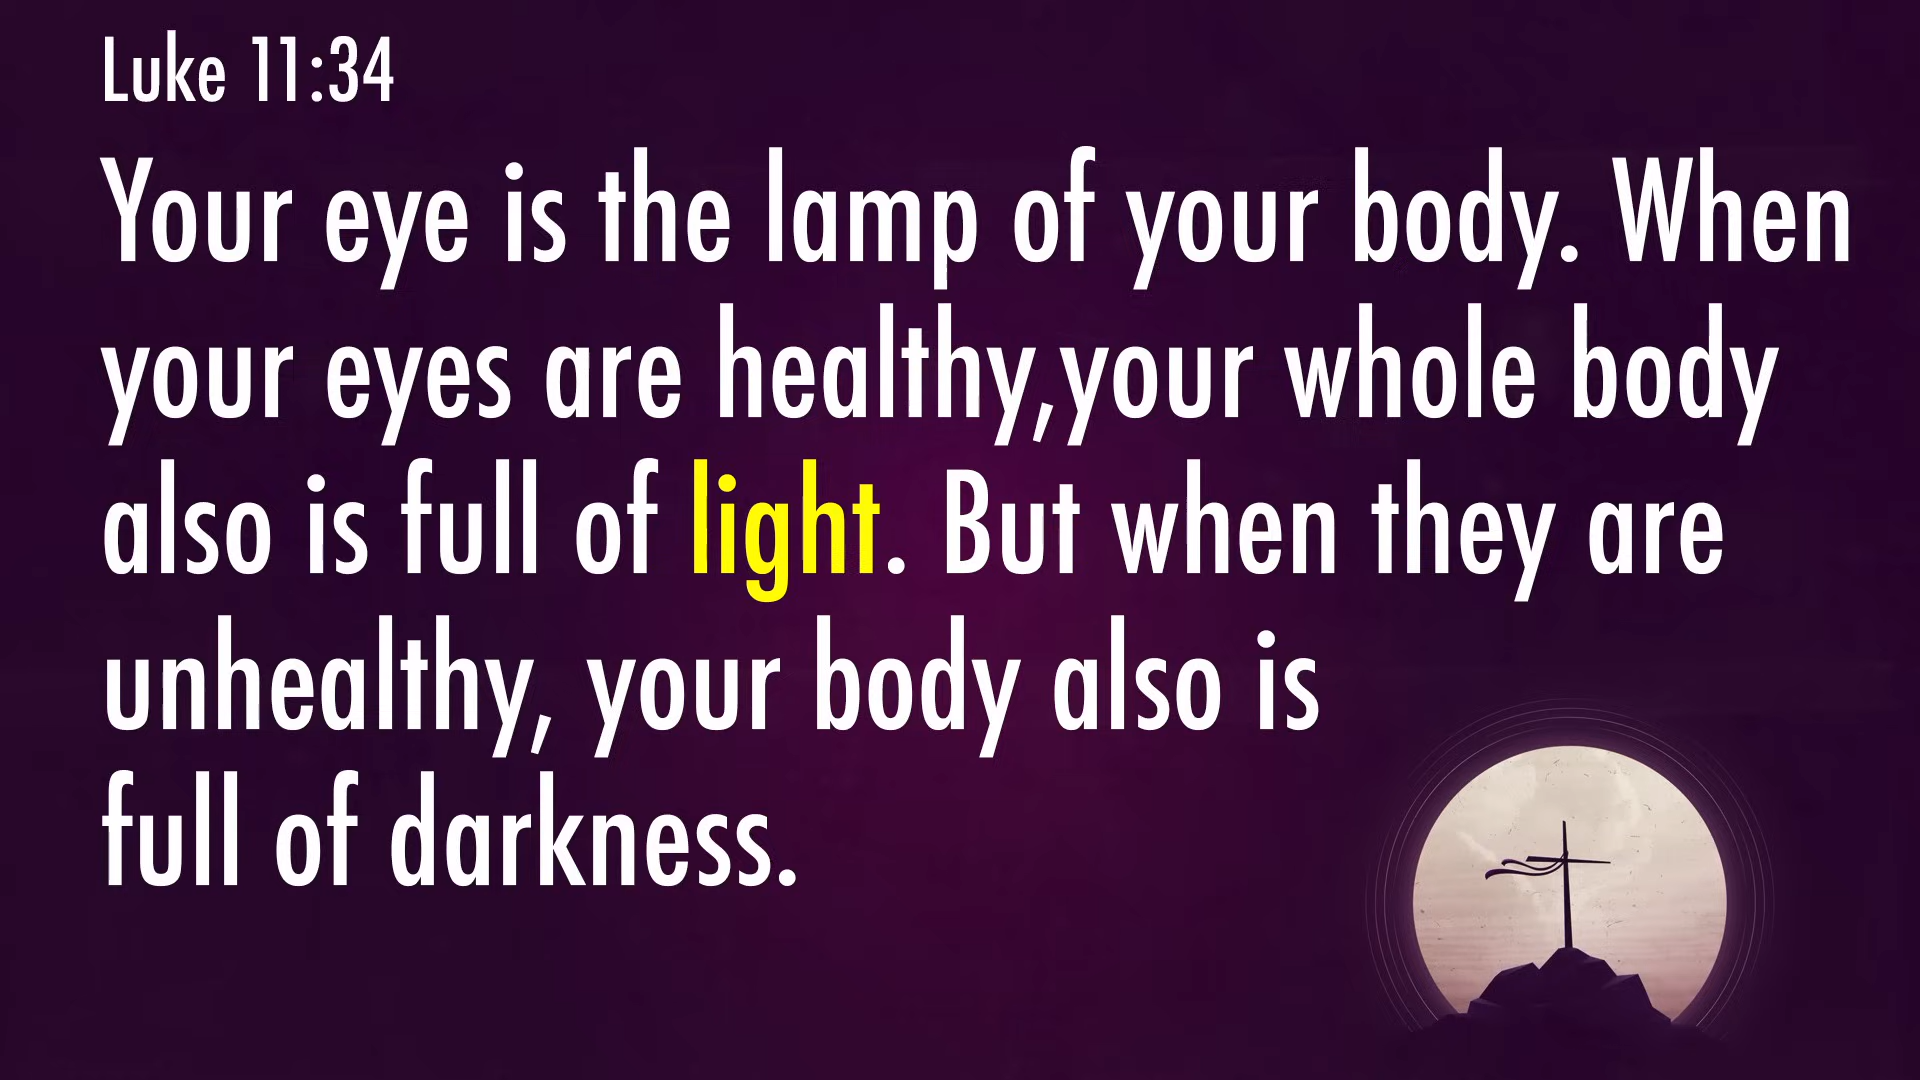 Luke 11:34
Your eye is the lamp of your body. When
your eyes are healthy,your whole body
also is full of light. But when they are
unhealthy, your body also is
full of darkness.